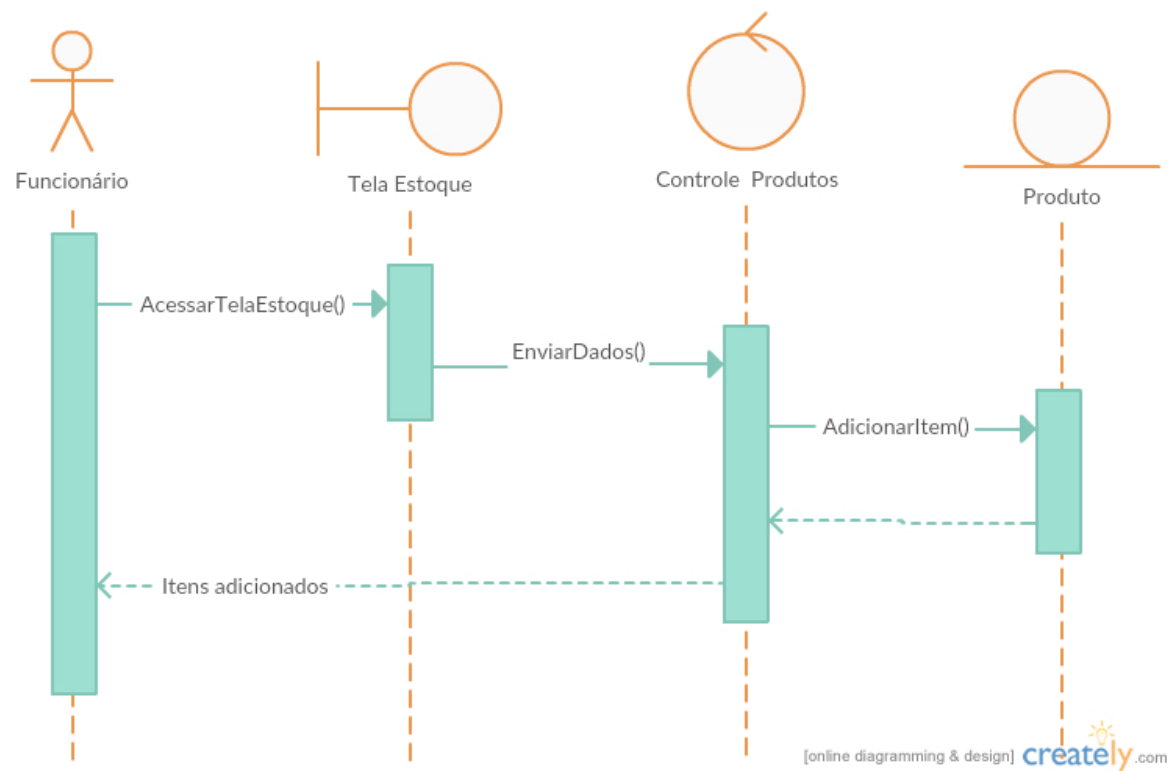 Funcionário
Tela Estoque
Controle Produtos
Produto
AcessarTelaEstoque()
EnviarDados()
AdicionarItem()
Itens adicionados
[online diagramming & design] creately.com